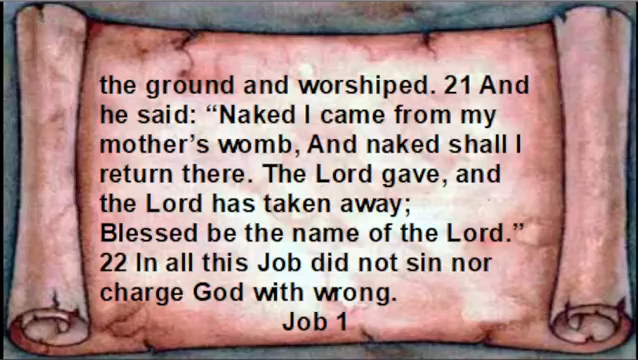 the ground and worshiped. 21 And
he said: “Naked I came from my
mother’s womb, And naked shall I
return there. The Lord gave, and
the Lord has taken away;
Blessed be the name of the Lord.”
22 In all this Job did not sin nor
charge God with wrong.
Job 1